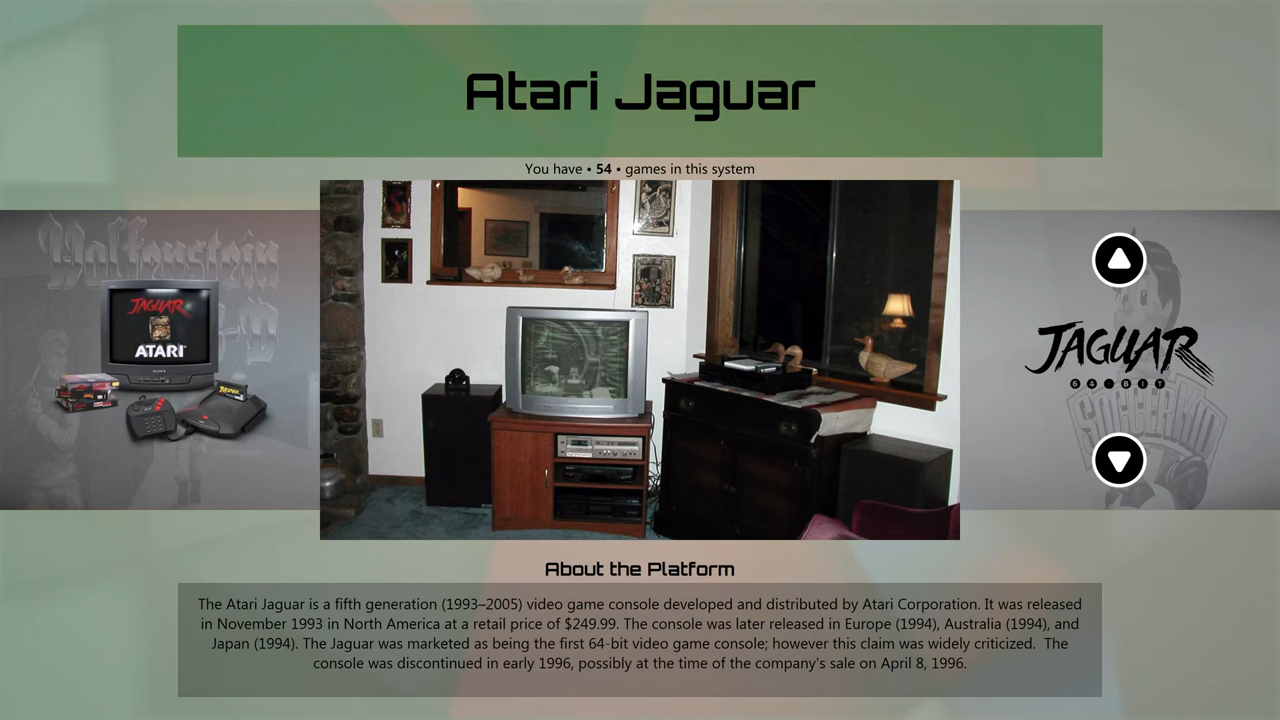 Atari Jaguar
You have • 54 • games in this system
Wolfenstein
JAGUAR
ATARI
JAGUAR
64-BIT
SOCCER KID
About the Platform
The Atari Jaguar is a fifth generation (1993–2005) video game console developed and distributed by Atari Corporation. It was released
in November 1993 in North America at a retail price of $249.99. The console was later released in Europe (1994), Australia (1994), and
Japan (1994). The Jaguar was marketed as being the first 64-bit video game console; however this claim was widely criticized. The
console was discontinued in early 1996, possibly at the time of the company's sale on April 8, 1996.